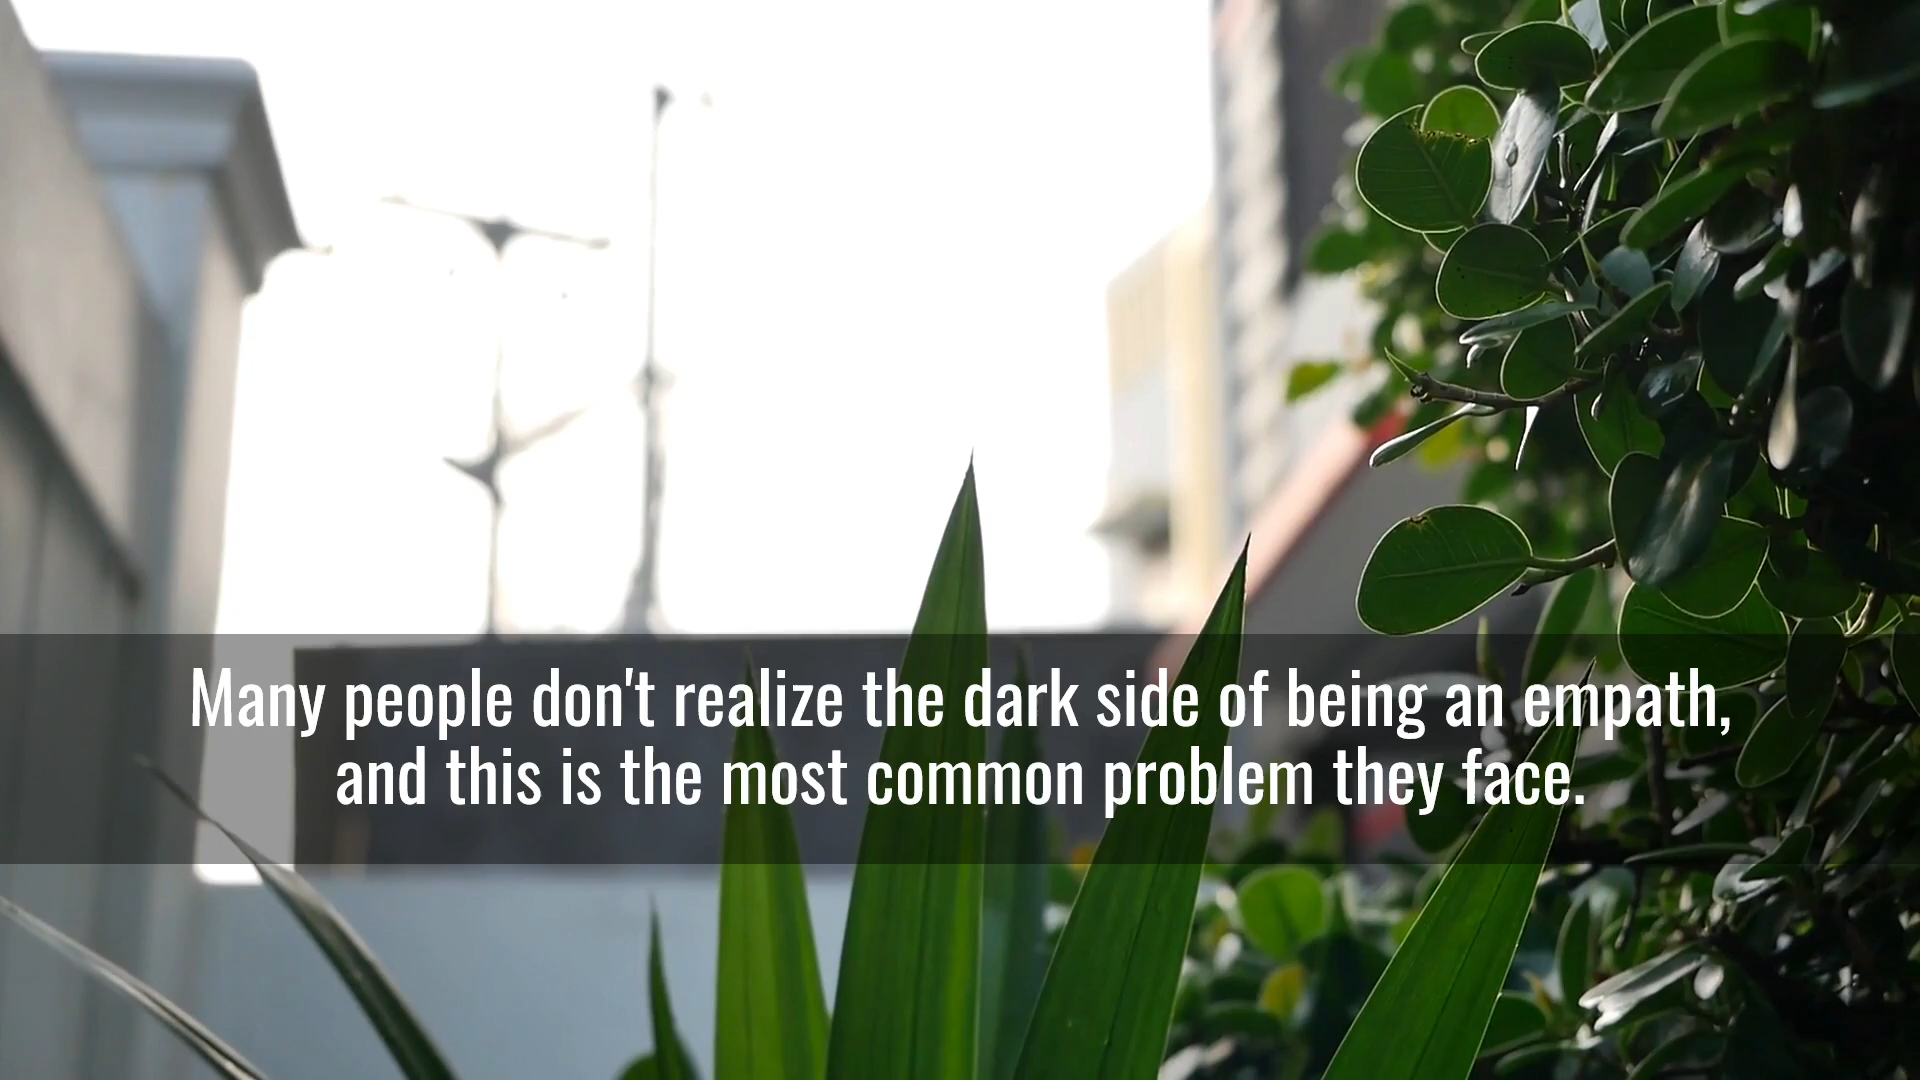 Many people don't realize the dark side of being an empath,
and this is the most common problem they face.